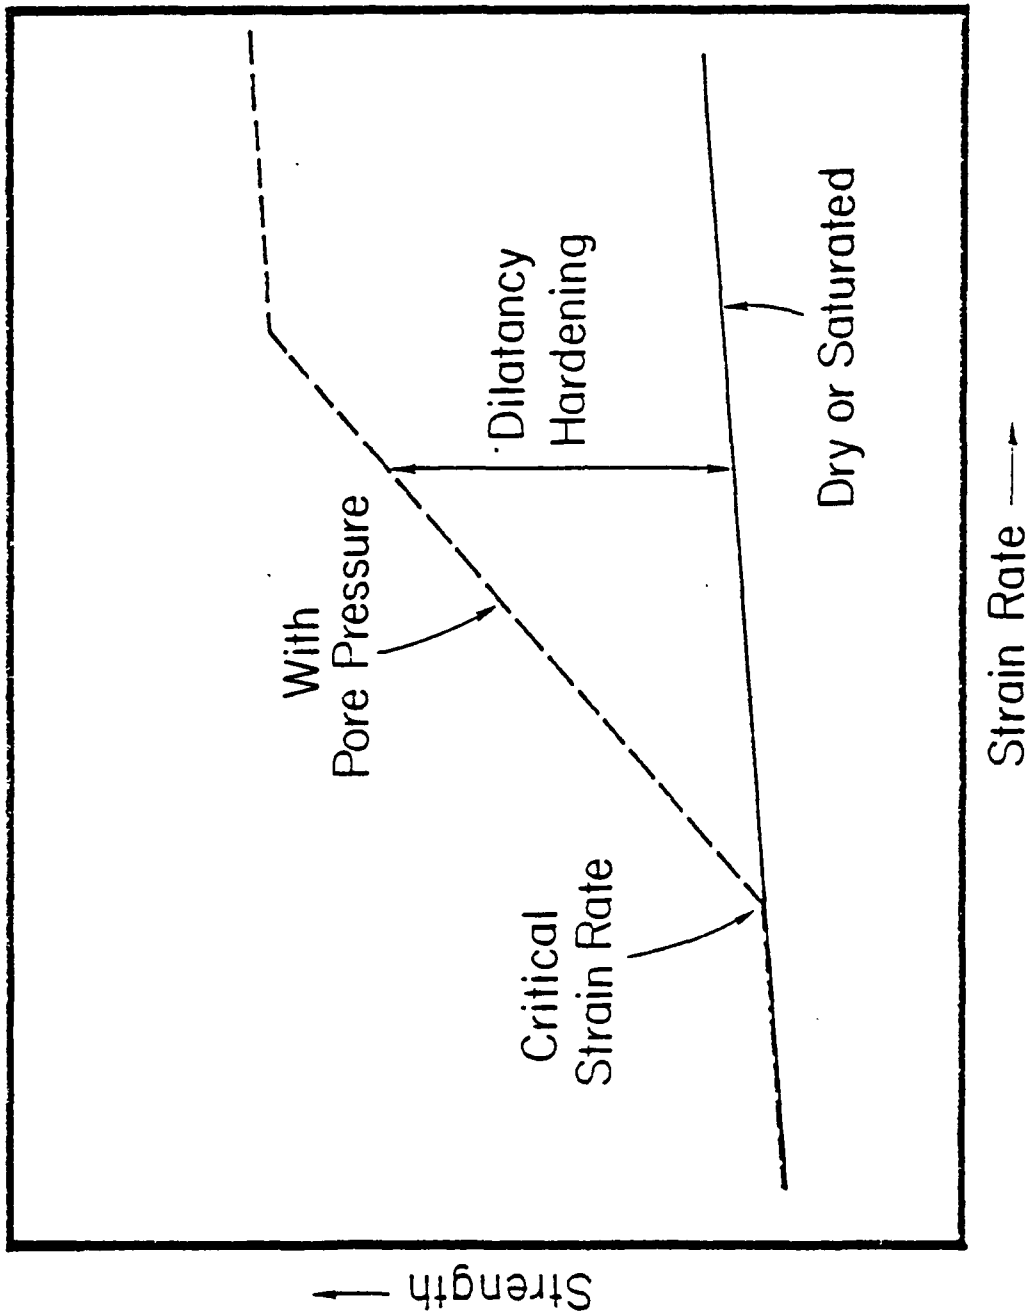 Strength
With
Pore Pressure
Dilatancy
Hardening
Critical
Strain Rate
Dry or Saturated
Strain Rate